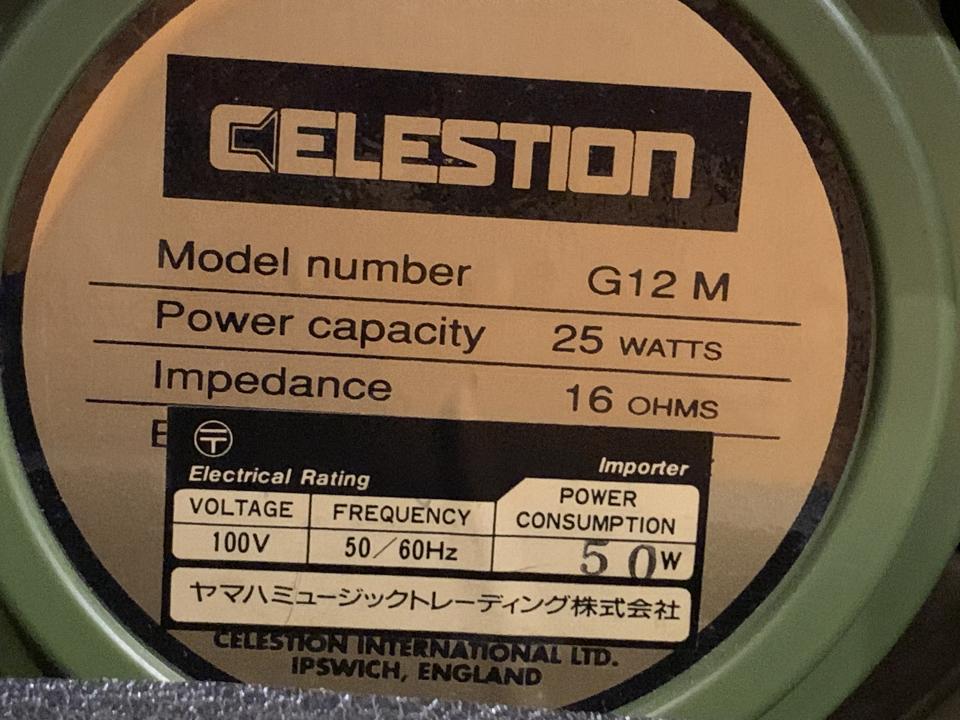 CELESTION
Model number G12 M
Power capacity 25 WATTS
Impedance 16 OHMS
Electrical Rating Importer
VOLTAGE FREQUENCY POWER CONSUMPTION
100V 50/60Hz 50W
ヤマハミュージックトレーディング株式会社
CELESTION INTERNATIONAL LTD.
IPSWICH, ENGLAND